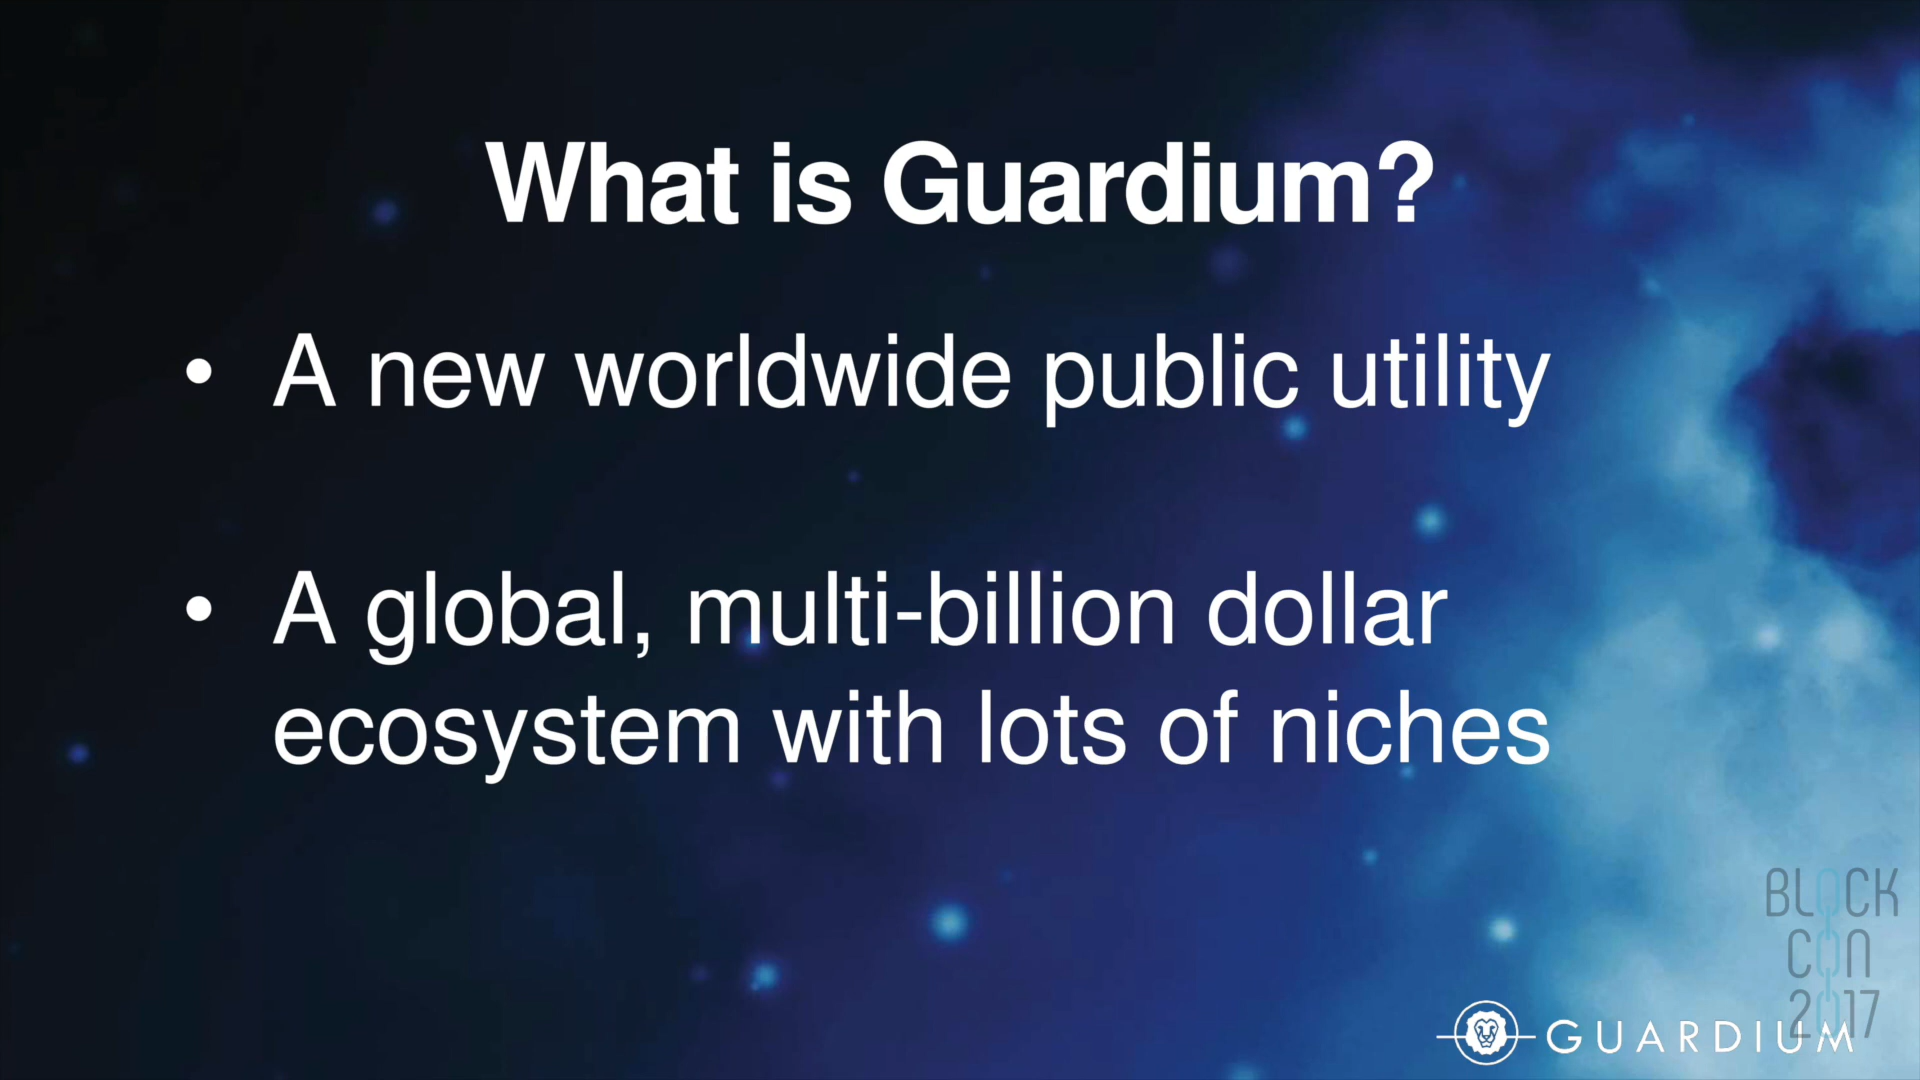 What is Guardium?
• A new worldwide public utility
• A global, multi-billion dollar
ecosystem with lots of niches
BLOCK
CON
2017
GUARDIUM